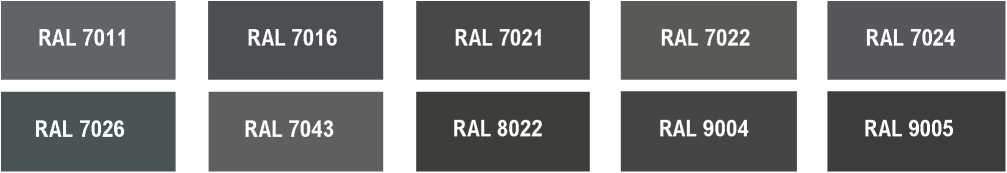 RAL 7011
RAL 7016
RAL 7021
RAL 7022
RAL 7024
RAL 7026
RAL 7043
RAL 8022
RAL 9004
RAL 9005